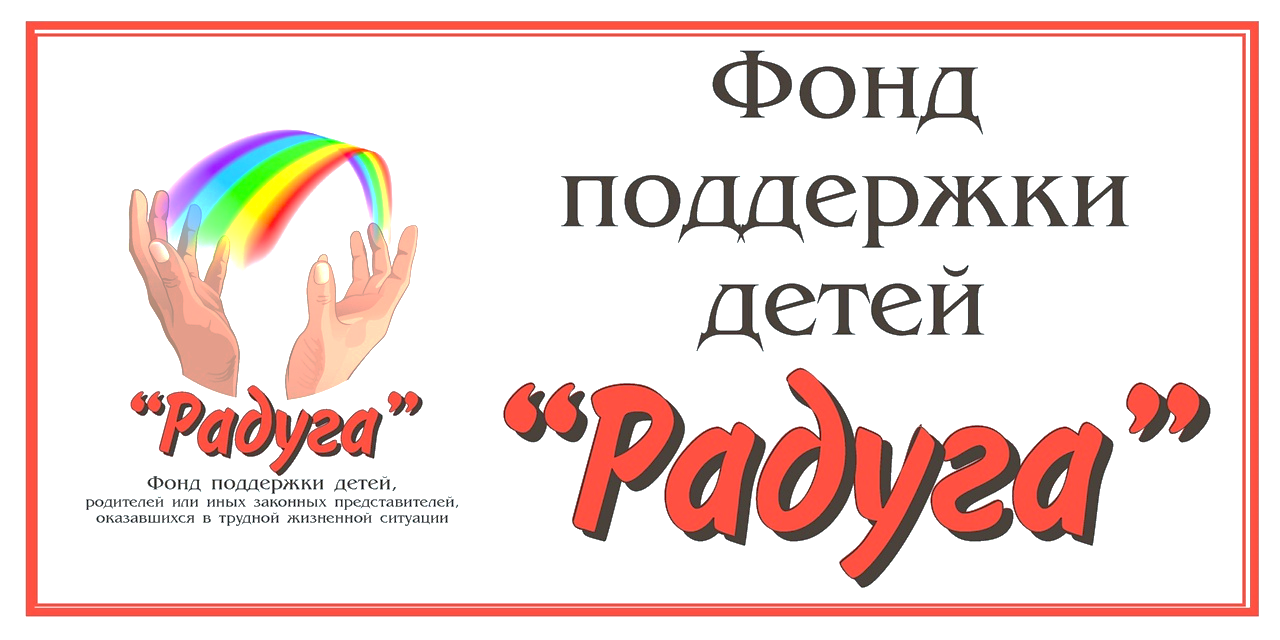 “Радуга”
Фонд поддержки детей,
родителей или иных законных представителей,
оказавшихся в трудной жизненной ситуации
Фонд
поддержки
детей
“Радуга”